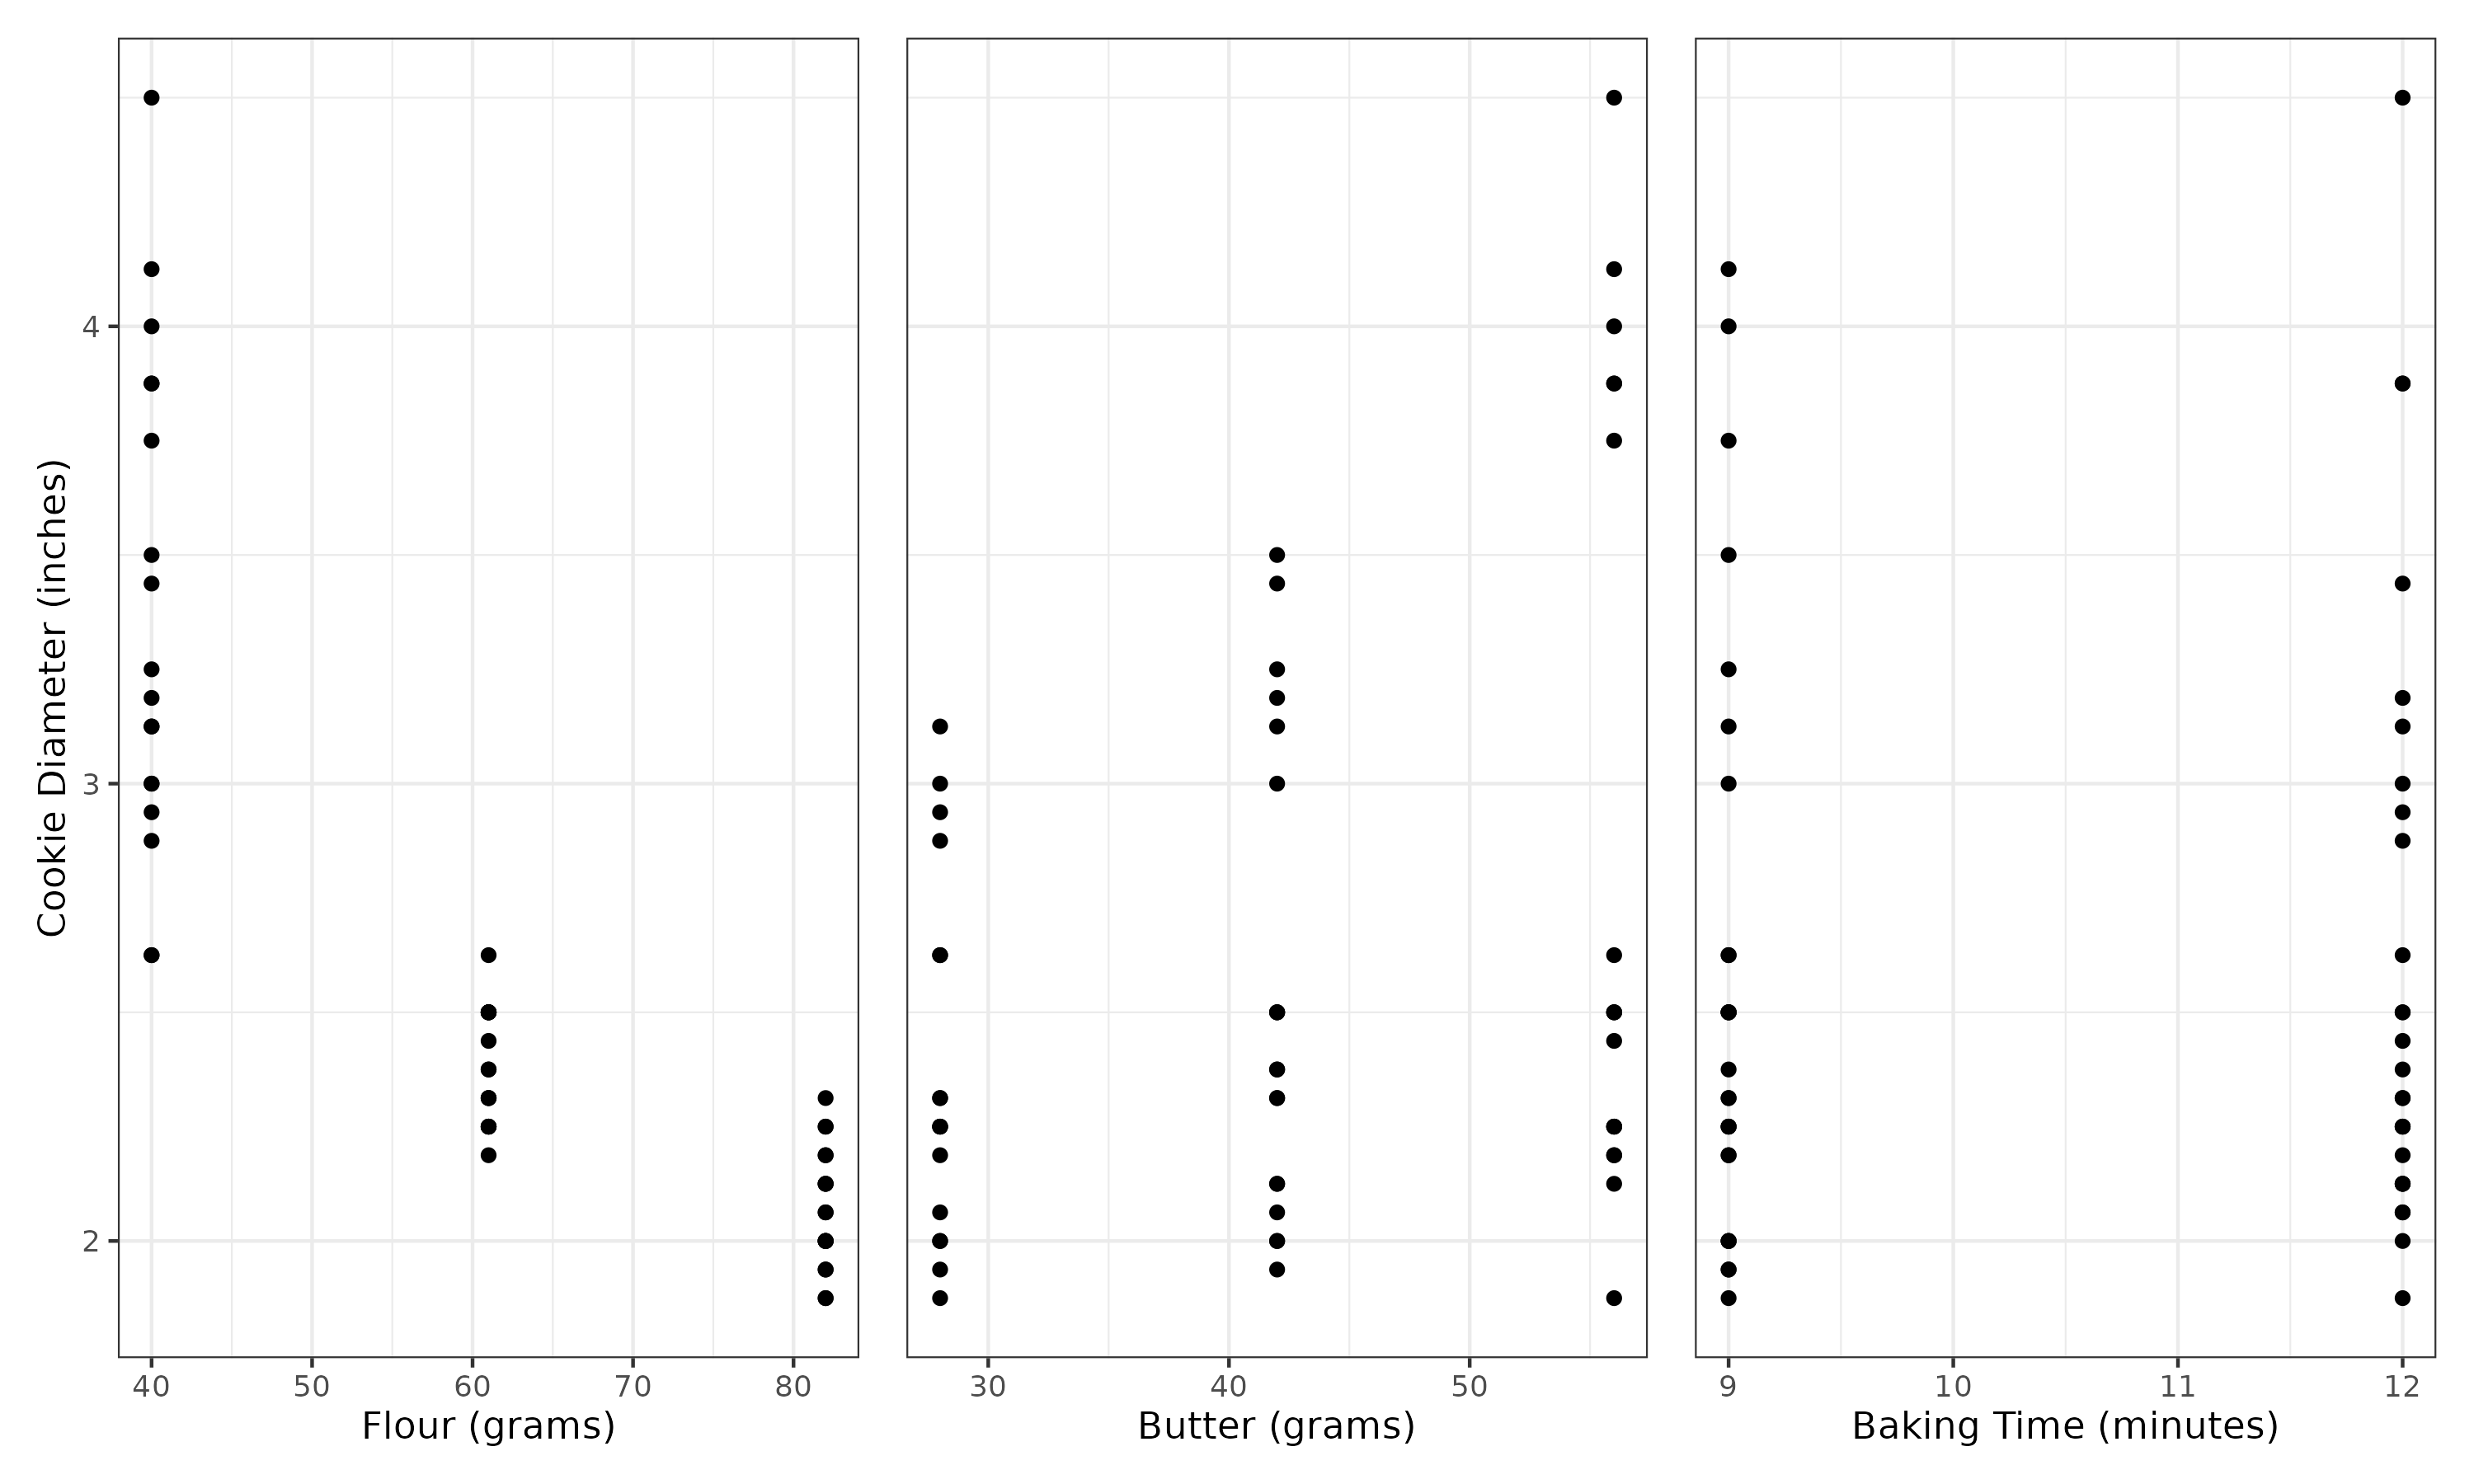 Cookie Diameter (inches)
4
3
2
40 50 60 70 80
Flour (grams)
30 40 50
Butter (grams)
9 10 11 12
Baking Time (minutes)